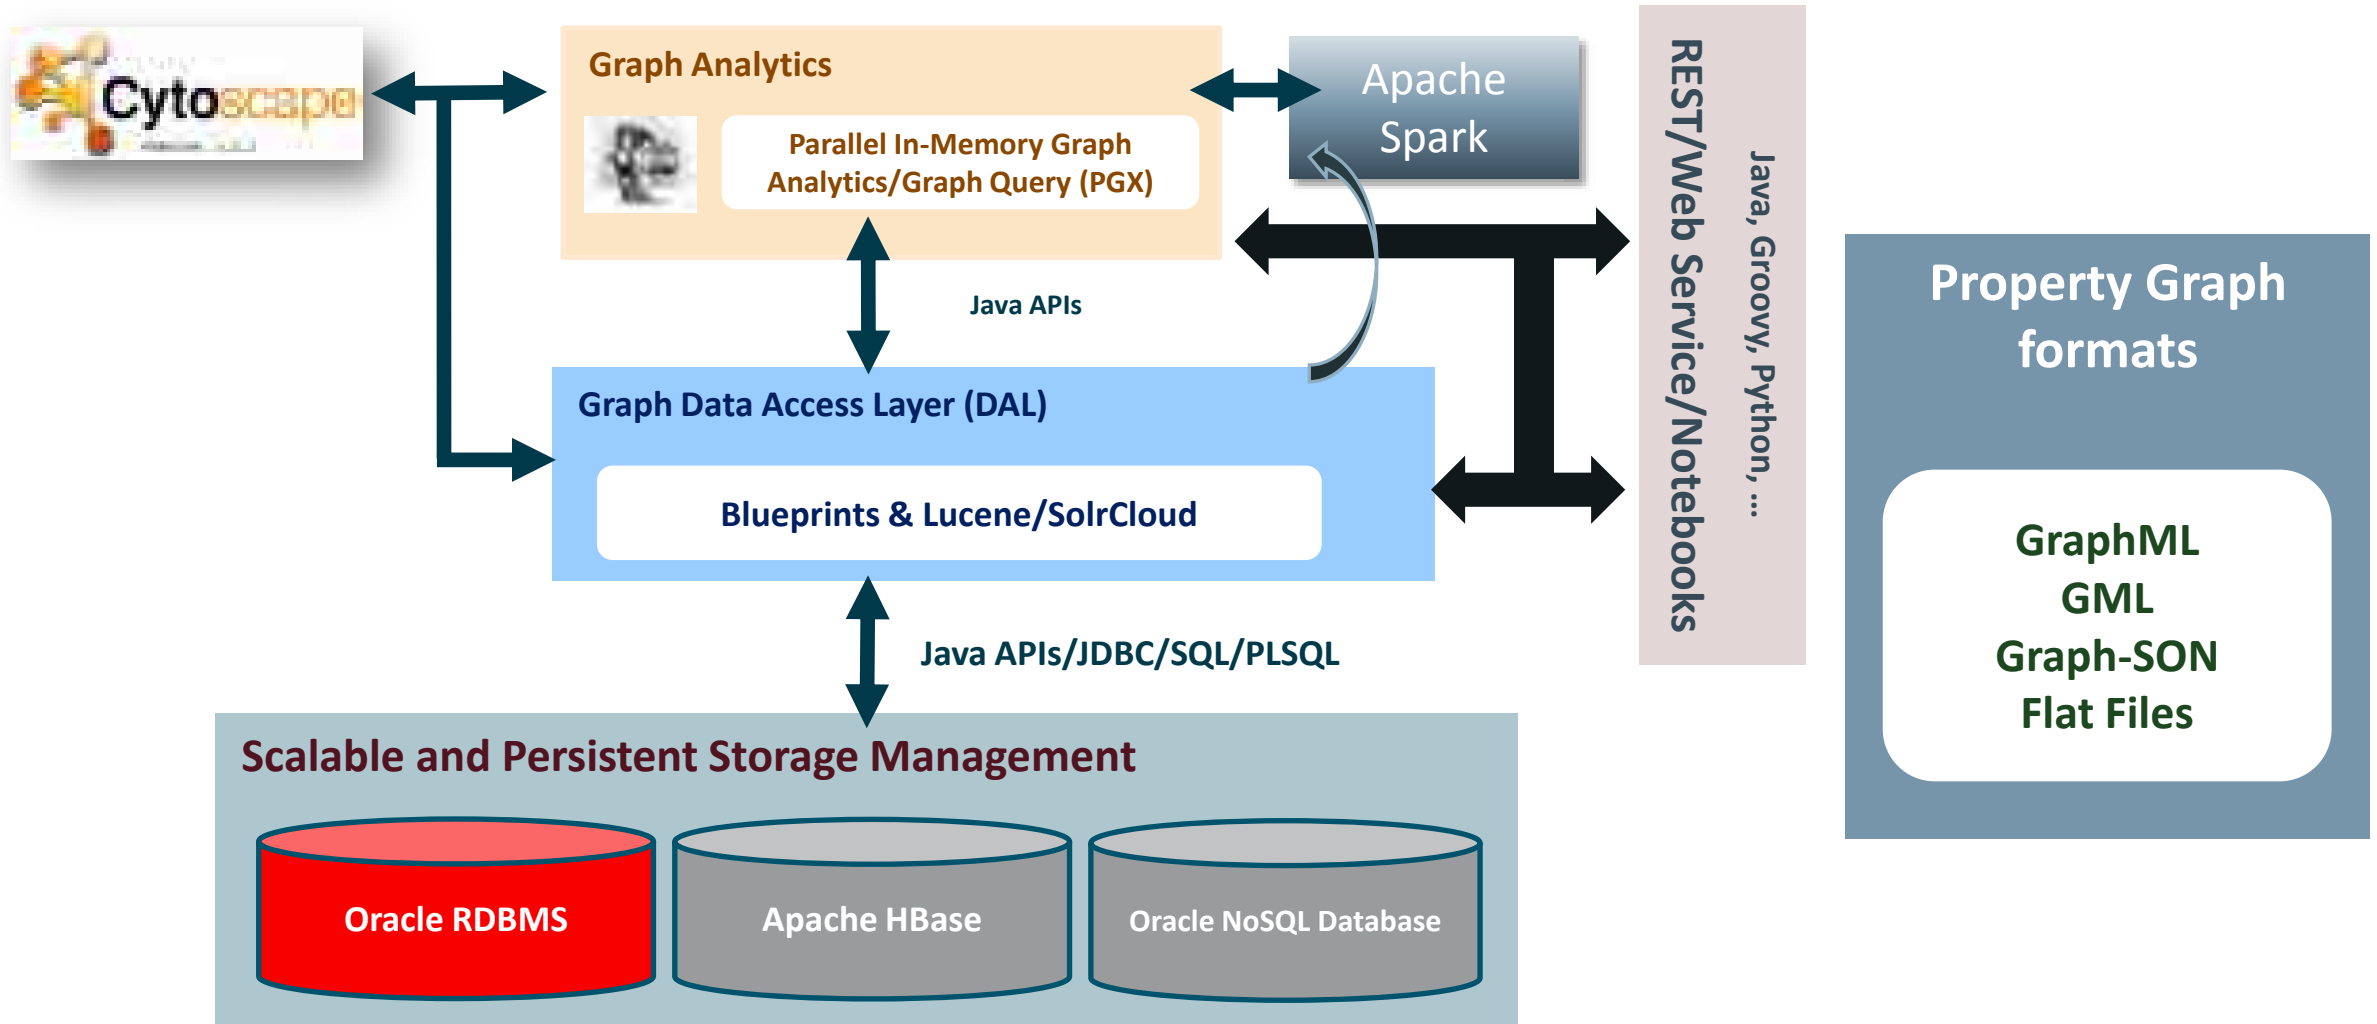 Cytoscape
Graph Analytics
Parallel In-Memory Graph
Analytics/Graph Query (PGX)
Apache
Spark
Java APIs
Graph Data Access Layer (DAL)
Blueprints & Lucene/SolrCloud
Java APIs/JDBC/SQL/PLSQL
Scalable and Persistent Storage Management
Oracle RDBMS
Apache HBase
Oracle NoSQL Database
REST/Web Service/Notebooks
Java, Groovy, Python, ...
Property Graph
formats
GraphML
GML
Graph-SON
Flat Files